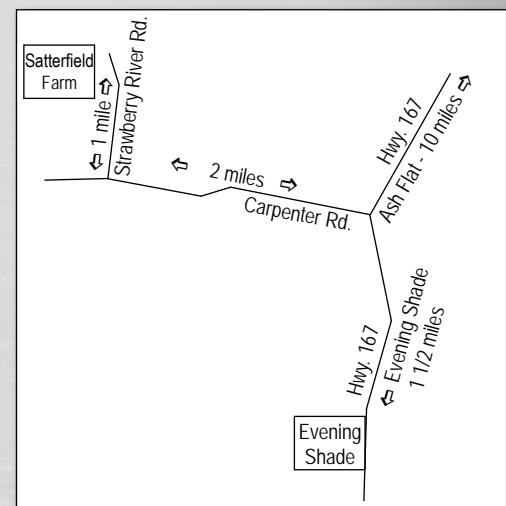 Satterfield
Farm
1 mile
Strawberry River Rd.
2 miles
Carpenter Rd.
Hwy. 167
Ash Flat - 10 miles
Hwy. 167
Evening Shade
1 1/2 miles
Evening
Shade